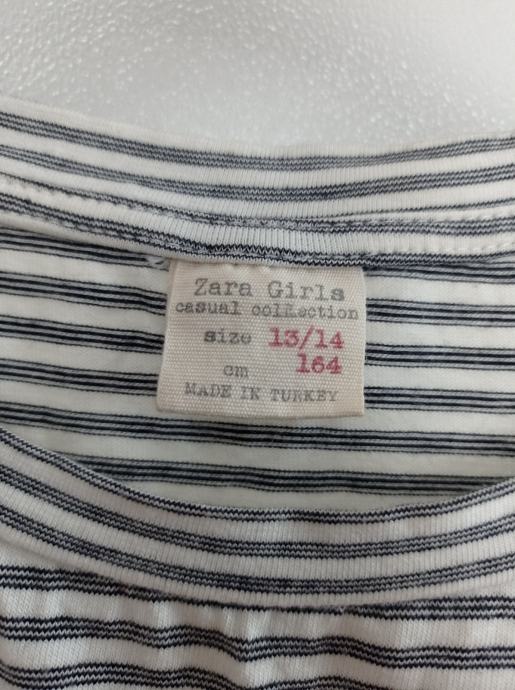 Zara Girls
casual collection
size 13/14
cm 164
MADE IN TURKEY